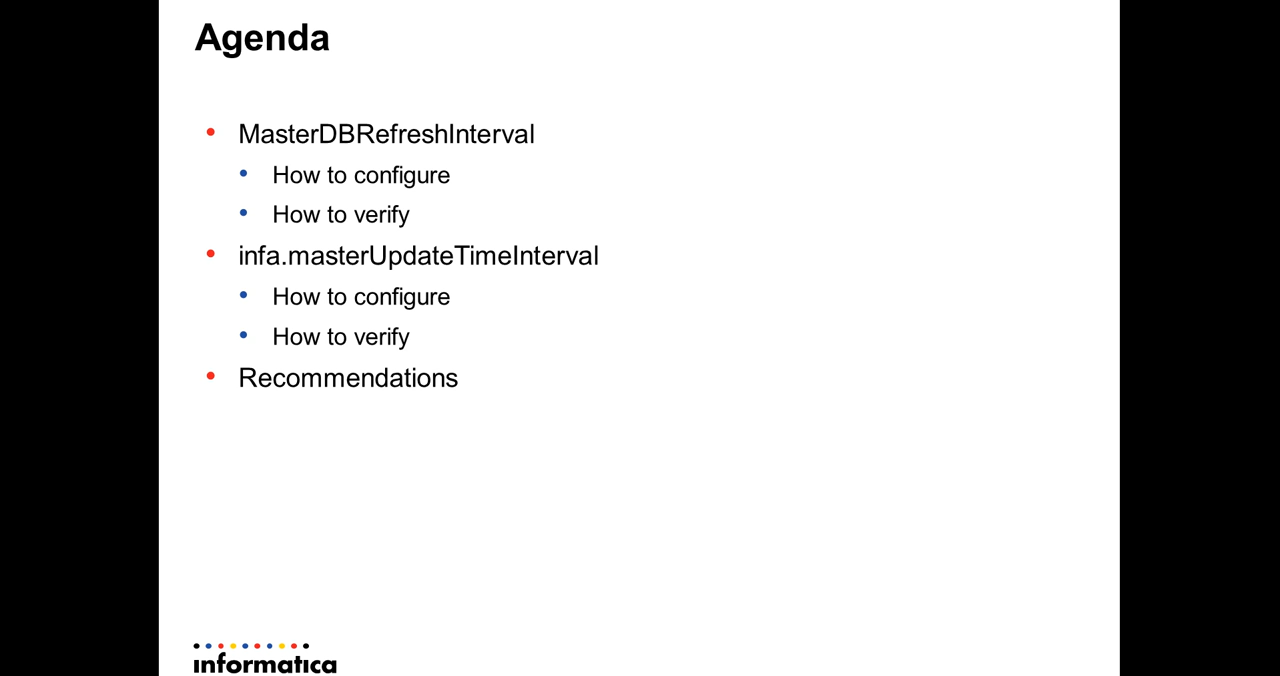 Agenda
MasterDBRefreshInterval
How to configure
How to verify
infa.masterUpdateTimeInterval
How to configure
How to verify
Recommendations
informatica